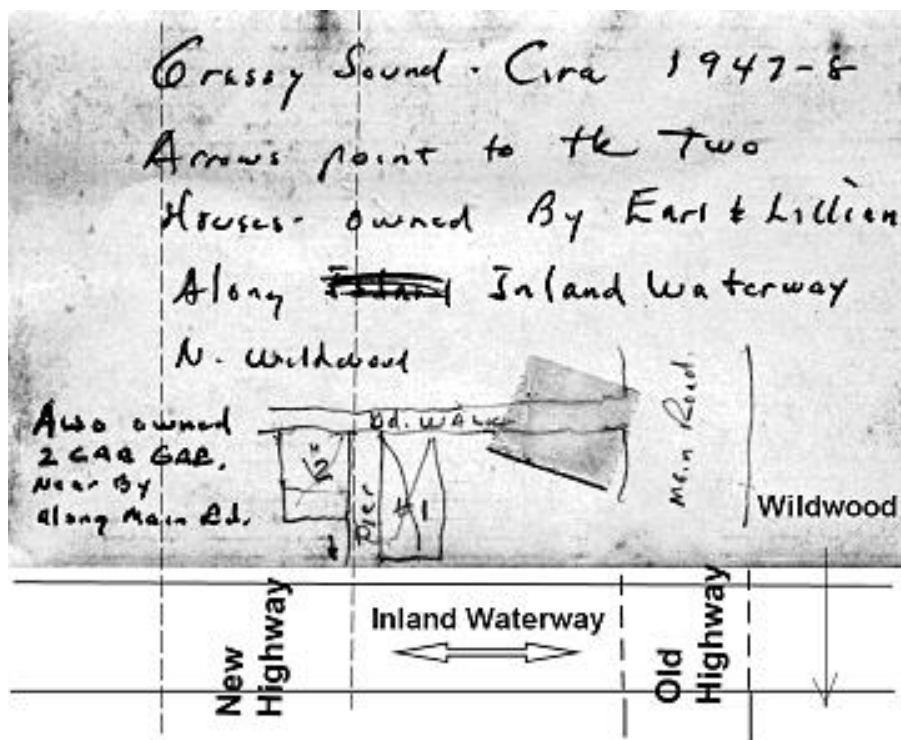 Grassy Sound - Cira 1947-8
Arrows point to the Two
Houses- owned By Earl & Lillian
Along Inland Waterway
N. Wildwood
Bd. WALK
Main Road.
Also owned
2 CAR GAR.
Near By
along Main Rd.
#2
Pier
#1
Wildwood
New Highway
Inland Waterway
Old Highway